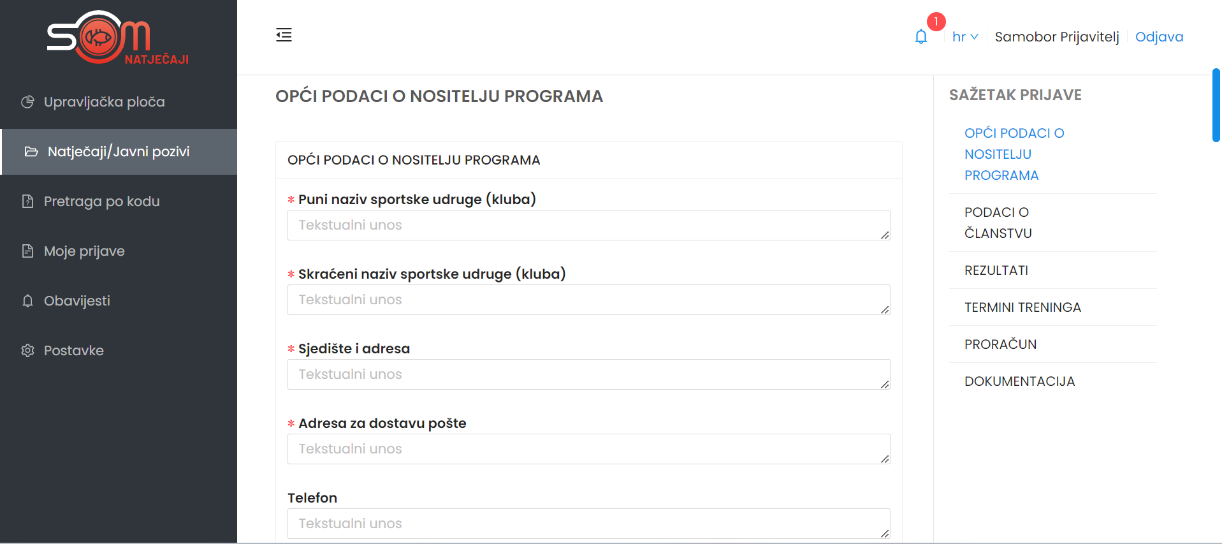 SOM
NATJEČAJI
Upravljačka ploča
Natječaji/Javni pozivi
Pretraga po kodu
Moje prijave
Obavijesti
Postavke
1
hr
Samobor Prijavitelj
Odjava
OPĆI PODACI O NOSITELJU PROGRAMA
OPĆI PODACI O NOSITELJU PROGRAMA
* Puni naziv sportske udruge (kluba)
Tekstualni unos
* Skraćeni naziv sportske udruge (kluba)
Tekstualni unos
* Sjedište i adresa
Tekstualni unos
* Adresa za dostavu pošte
Tekstualni unos
Telefon
Tekstualni unos
SAŽETAK PRIJAVE
OPĆI PODACI O
NOSITELJU
PROGRAMA
PODACI O
ČLANSTVU
REZULTATI
TERMINI TRENINGA
PRORAČUN
DOKUMENTACIJA